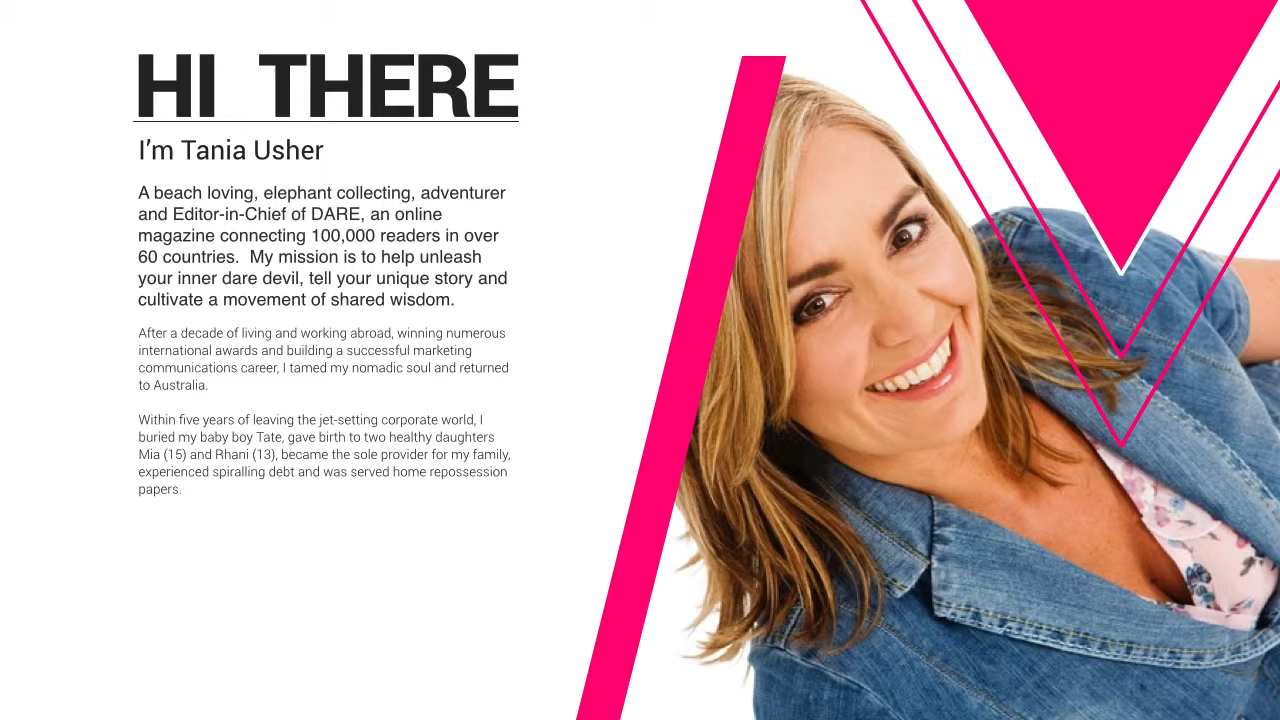 HI THERE
I'm Tania Usher
A beach loving, elephant collecting, adventurer
and Editor-in-Chief of DARE, an online
magazine connecting 100,000 readers in over
60 countries.  My mission is to help unleash
your inner dare devil, tell your unique story and
cultivate a movement of shared wisdom.
After a decade of living and working abroad, winning numerous
international awards and building a successful marketing
communications career, I tamed my nomadic soul and returned
to Australia.
Within five years of leaving the jet-setting corporate world, I
buried my baby boy Tate, gave birth to two healthy daughters
Mia (15) and Rhani (13), became the sole provider for my family,
experienced spiralling debt and was served home repossession
papers.